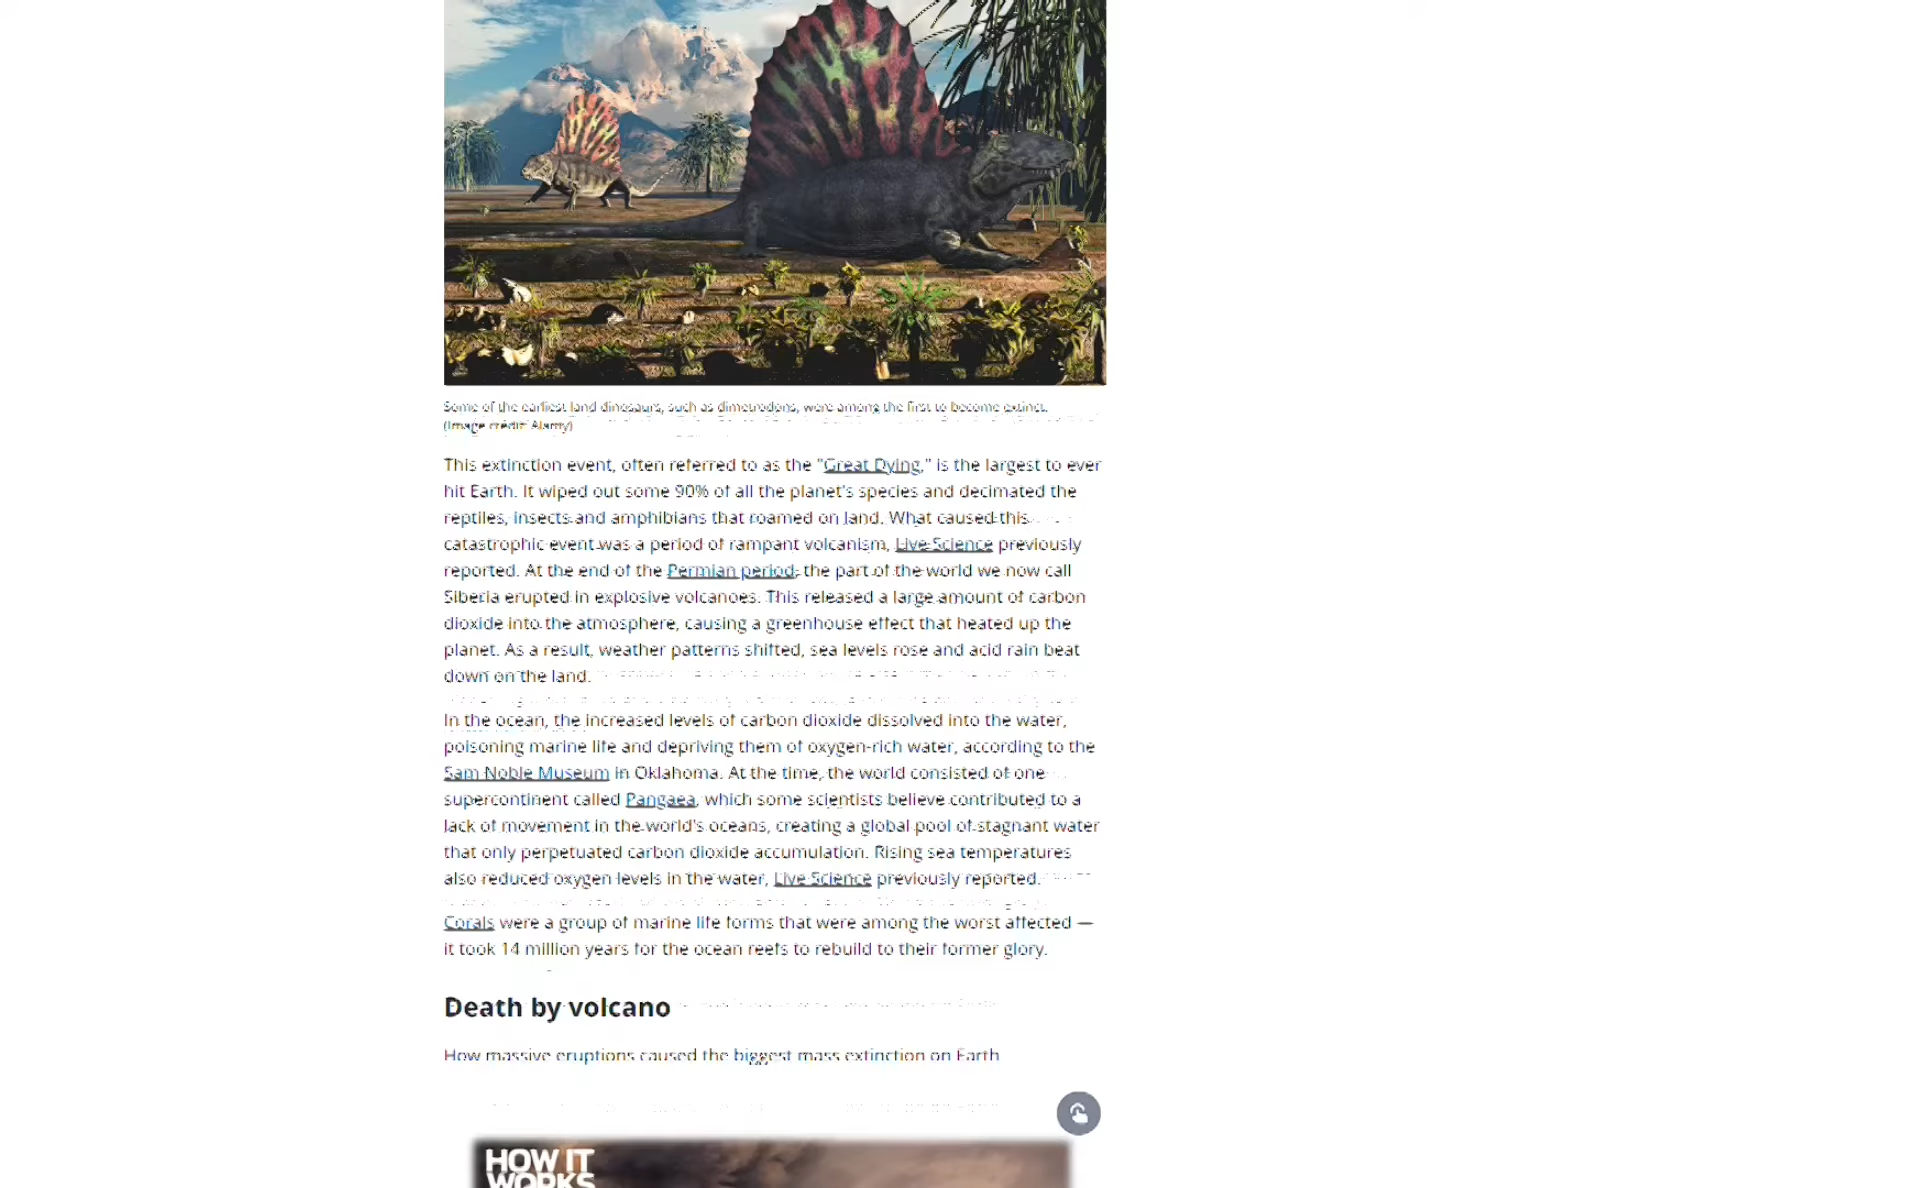 Some of the earliest land dinosaurs, such as dimetrodons, were among the first to become extinct.
(Image credit: Alamy)
This extinction event, often referred to as the "Great Dying," is the largest to ever
hit Earth. It wiped out some 90% of all the planet's species and decimated the
reptiles, insects and amphibians that roamed on land. What caused this
catastrophic event was a period of rampant volcanism, Live Science previously
reported. At the end of the Permian period, the part of the world we now call
Siberia erupted in explosive volcanoes. This released a large amount of carbon
dioxide into the atmosphere, causing a greenhouse effect that heated up the
planet. As a result, weather patterns shifted, sea levels rose and acid rain beat
down on the land.
In the ocean, the increased levels of carbon dioxide dissolved into the water,
poisoning marine life and depriving them of oxygen-rich water, according to the
Sam Noble Museum in Oklahoma. At the time, the world consisted of one
supercontinent called Pangaea, which some scientists believe contributed to a
lack of movement in the world's oceans, creating a global pool of stagnant water
that only perpetuated carbon dioxide accumulation. Rising sea temperatures
also reduced oxygen levels in the water, Live Science previously reported.
Corals were a group of marine life forms that were among the worst affected —
it took 14 million years for the ocean reefs to rebuild to their former glory.
Death by volcano
How massive eruptions caused the biggest mass extinction on Earth
HOW IT
WORKS